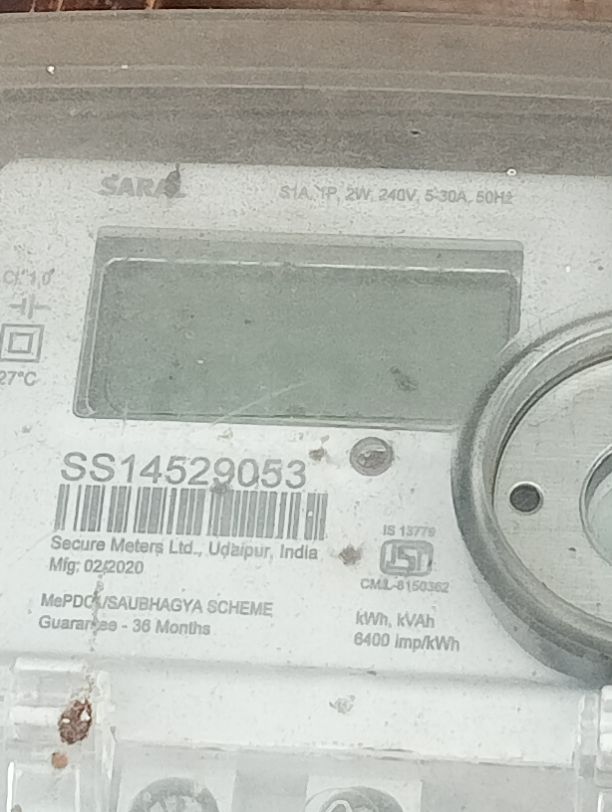 SARAL
S1A, 1P, 2W, 240V, 5-30A, 50Hz
Cl. 1.0
27°C
SS14529053
Secure Meters Ltd., Udaipur, India
Mfg: 02/2020
MePDCL/SAUBHAGYA SCHEME
Guarantee - 36 Months
IS 13779
ISI
CM/L-8150362
kWh, kVAh
6400 imp/kWh